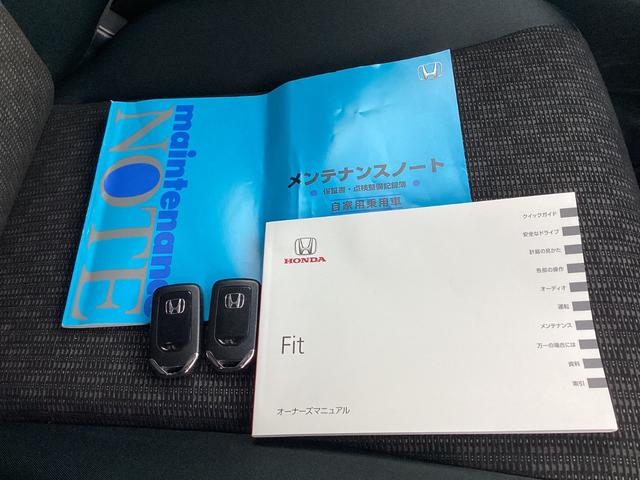 maintenance
NOTE
メンテナンスノート
保証書・点検整備記録簿
自家用乗用車
HONDA
Fit
オーナーズマニュアル
クイックガイド
安全なドライブ
計器の見かた
各部の操作
オーディオ
運転
メンテナンス
万一の場合には
資料
索引